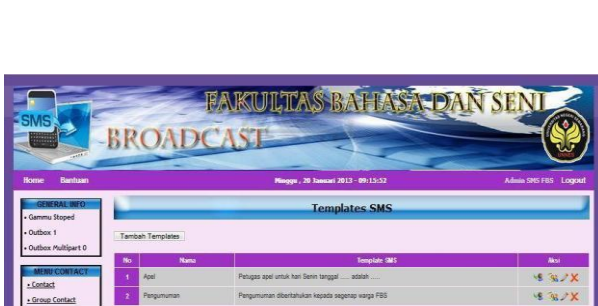 SMS
FAKULTAS BAHASA DAN SENI
BROADCAST
Home Bantuan Minggu , 20 Januari 2013 - 09:15:52 Admin SMS FBS Logout
GENERAL INFO
Gammu Stoped
Outbox 1
Outbox Multipart 0
MENU CONTACT
Contact
Group Contact
Templates SMS
Tambah Templates
No Nama Template SMS Aksi
1 Apel Petugas apel untuk hari Senin tanggal ..... adalah .....
2 Pengumuman Pengumuman diberitahukan kepada segenap warga FBS